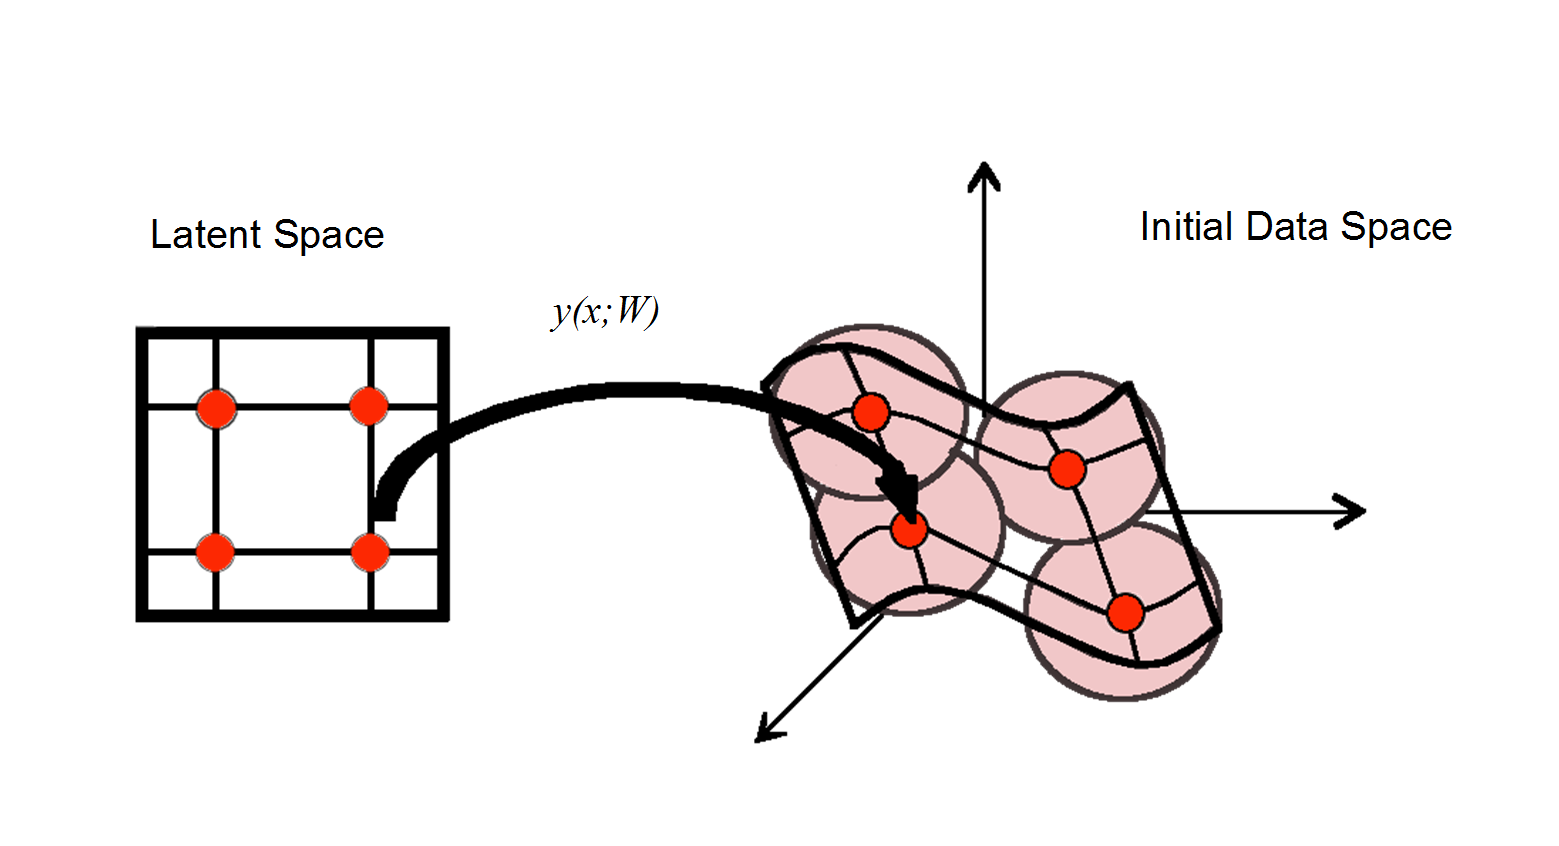 Latent Space
Initial Data Space
y(x;W)